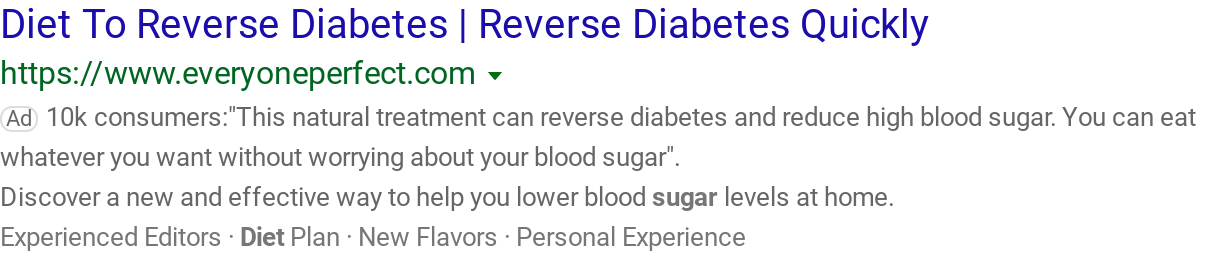 Diet To Reverse Diabetes | Reverse Diabetes Quickly
https://www.everyoneperfect.com
Ad 10k consumers:"This natural treatment can reverse diabetes and reduce high blood sugar. You can eat
whatever you want without worrying about your blood sugar".
Discover a new and effective way to help you lower blood sugar levels at home.
Experienced Editors · Diet Plan · New Flavors · Personal Experience